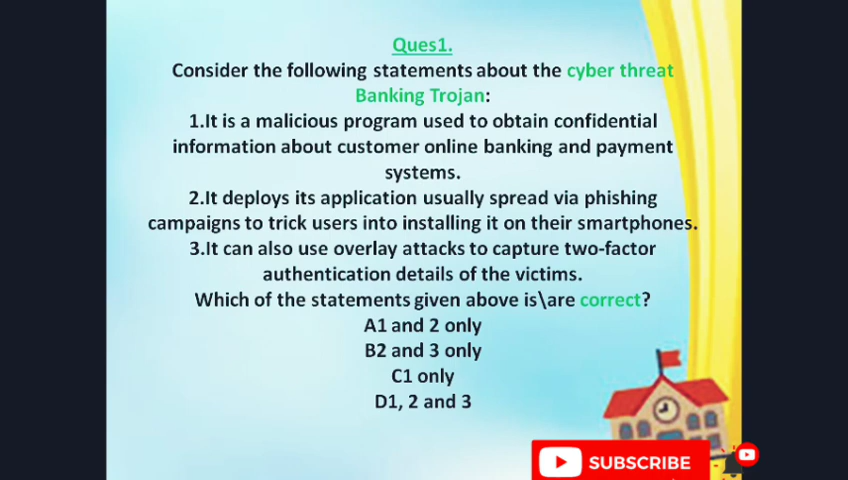 Ques1.
Consider the following statements about the cyber threat
Banking Trojan:
1.It is a malicious program used to obtain confidential
information about customer online banking and payment
systems.
2.It deploys its application usually spread via phishing
campaigns to trick users into installing it on their smartphones.
3.It can also use overlay attacks to capture two-factor
authentication details of the victims.
Which of the statements given above is\are correct?
A1 and 2 only
B2 and 3 only
C1 only
D1, 2 and 3
SUBSCRIBE